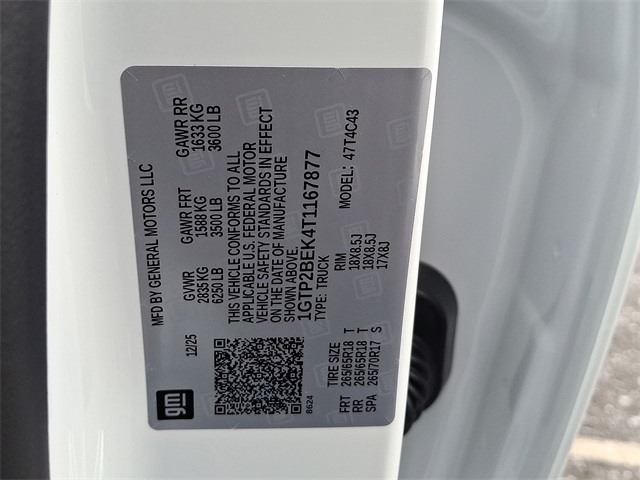 gm
MFD BY GENERAL MOTORS LLC
12/25
GVWR GAWR FRT GAWR RR
2835KG 1588 KG 1633 KG
6250 LB 3500 LB 3600 LB
THIS VEHICLE CONFORMS TO ALL
APPLICABLE U.S. FEDERAL MOTOR
VEHICLE SAFETY STANDARDS IN EFFECT
ON THE DATE OF MANUFACTURE
SHOWN ABOVE.
1GTP2BEK4T1167877
TYPE: TRUCK MODEL: 47T4C43
8624
TIRE SIZE RIM
FRT 265/65R18 T 18X8.5J
RR 265/65R18 T 18X8.5J
SPA 265/70R17 S 17X8J